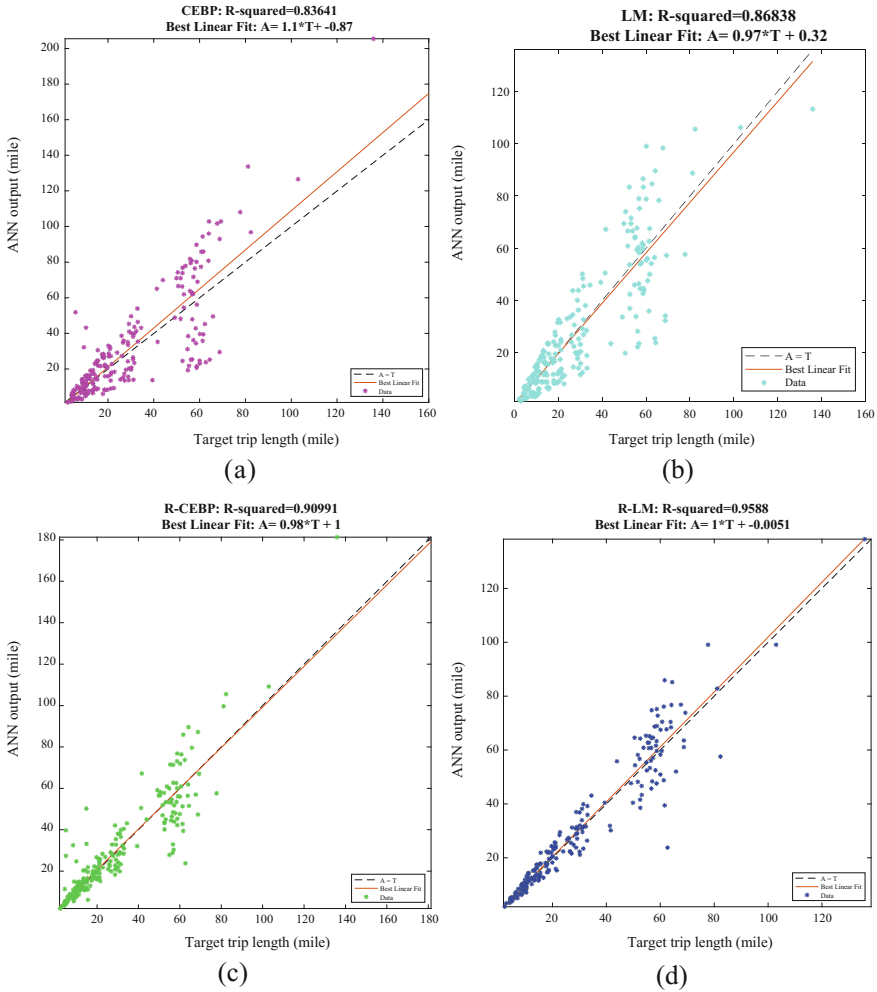 CEBP: R-squared=0.83641
Best Linear Fit: A= 1.1*T+ -0.87
200
180
160
140
120
100
80
60
40
20
ANN output (mile)
20
40
60
80
100
120
140
160
Target trip length (mile)
A = T
Best Linear Fit
Data
(a)
LM: R-squared=0.86838
Best Linear Fit: A= 0.97*T + 0.32
120
100
80
60
40
20
ANN output (mile)
0
20
40
60
80
100
120
140
160
Target trip length (mile)
A = T
Best Linear Fit
Data
(b)
R-CEBP: R-squared=0.90991
Best Linear Fit: A= 0.98*T + 1
180
160
140
120
100
80
60
40
20
ANN output (mile)
20
40
60
80
100
120
140
160
180
Target trip length (mile)
A = T
Best Linear Fit
Data
(c)
R-LM: R-squared=0.9588
Best Linear Fit: A= 1*T + -0.0051
120
100
80
60
40
20
ANN output (mile)
20
40
60
80
100
120
Target trip length (mile)
A = T
Best Linear Fit
Data
(d)